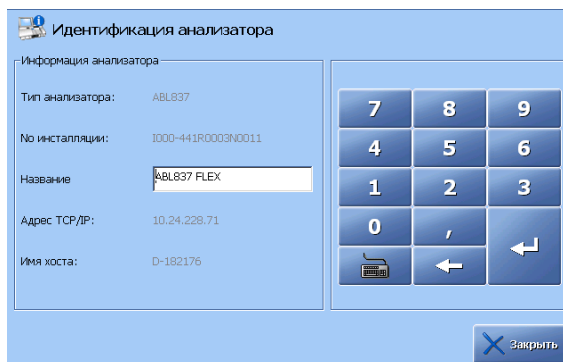 Идентификация анализатора
Информация анализатора
Тип анализатора: ABL837
No инсталляции: I000-441R0003N0011
Название ABL837 FLEX
Адрес TCP/IP: 10.24.228.71
Имя хоста: D-182176
7 8 9
4 5 6
1 2 3
0 ,
Закрыть